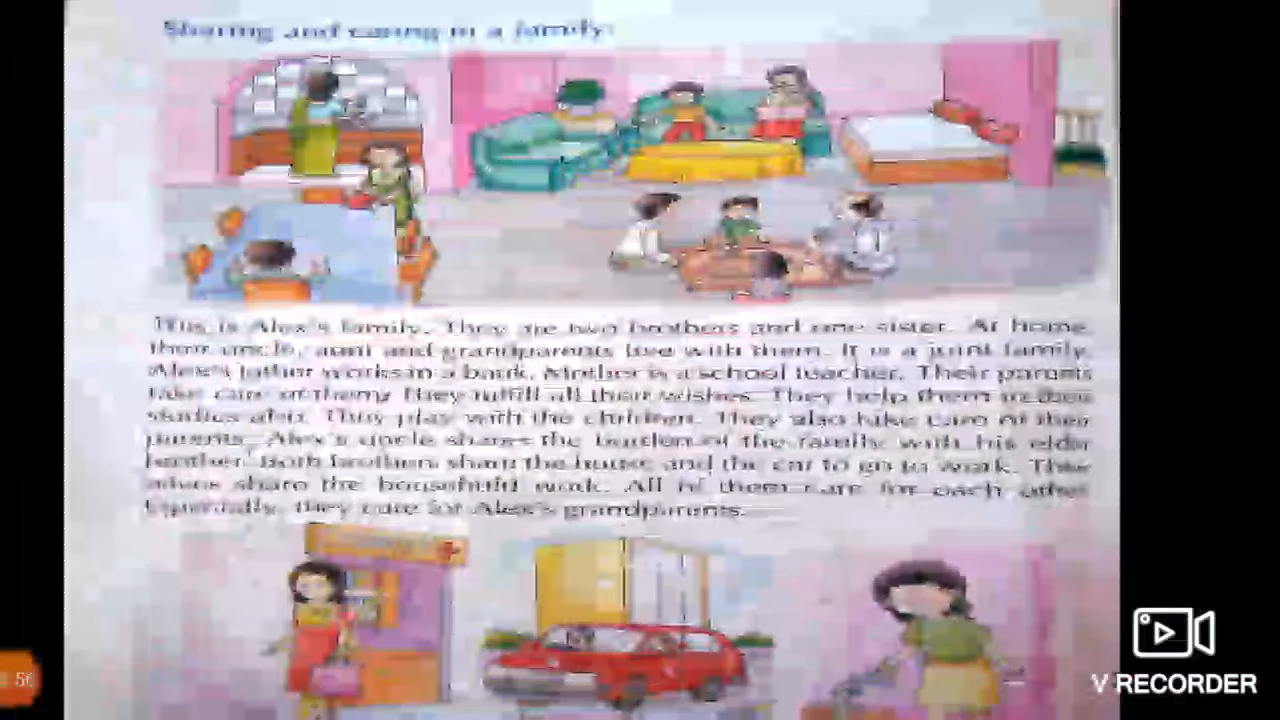 Sharing and caring in a family:
This is Alex's family. They are two brothers and one sister. At home,
their uncle, aunt and grandparents live with them. It is a joint family.
Alex's father works in a bank. Mother is a school teacher. Their parents
take care of them. They fulfill all their wishes. They help them in their
studies also. They play with the children. They also take care of their
parents. Alex's uncle shares the burden of the family with his elder
brother. Both brothers share the house and the car to go to work. Their
wives share the household work. All of them care for each other
Especially, they care for Alex's grandparents.
56
V RECORDER